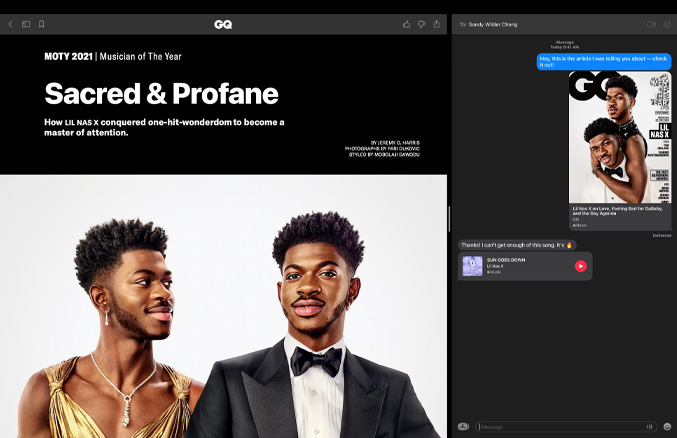 GQ
MOTY 2021 | Musician of The Year
Sacred & Profane
How LIL NAS X conquered one-hit-wonderdom to become a
master of attention.
BY JEREMY O. HARRIS
PHOTOGRAPHS BY PARI DUKOVIC
STYLED BY MOBOLAJI DAWODU
To: Sandy Wilder Cheng
iMessage
Today 9:41 AM
Hey, this is the article I was telling you about — check
it out!
GQ
LIL
NAS X
Lil Nas X on Love, Feeling Bad for DaBaby,
and the Gay Agenda
GQ
News
Delivered
Thanks! I can't get enough of this song. It's 🔥
SUN GOES DOWN
Lil Nas X
Music
iMessage